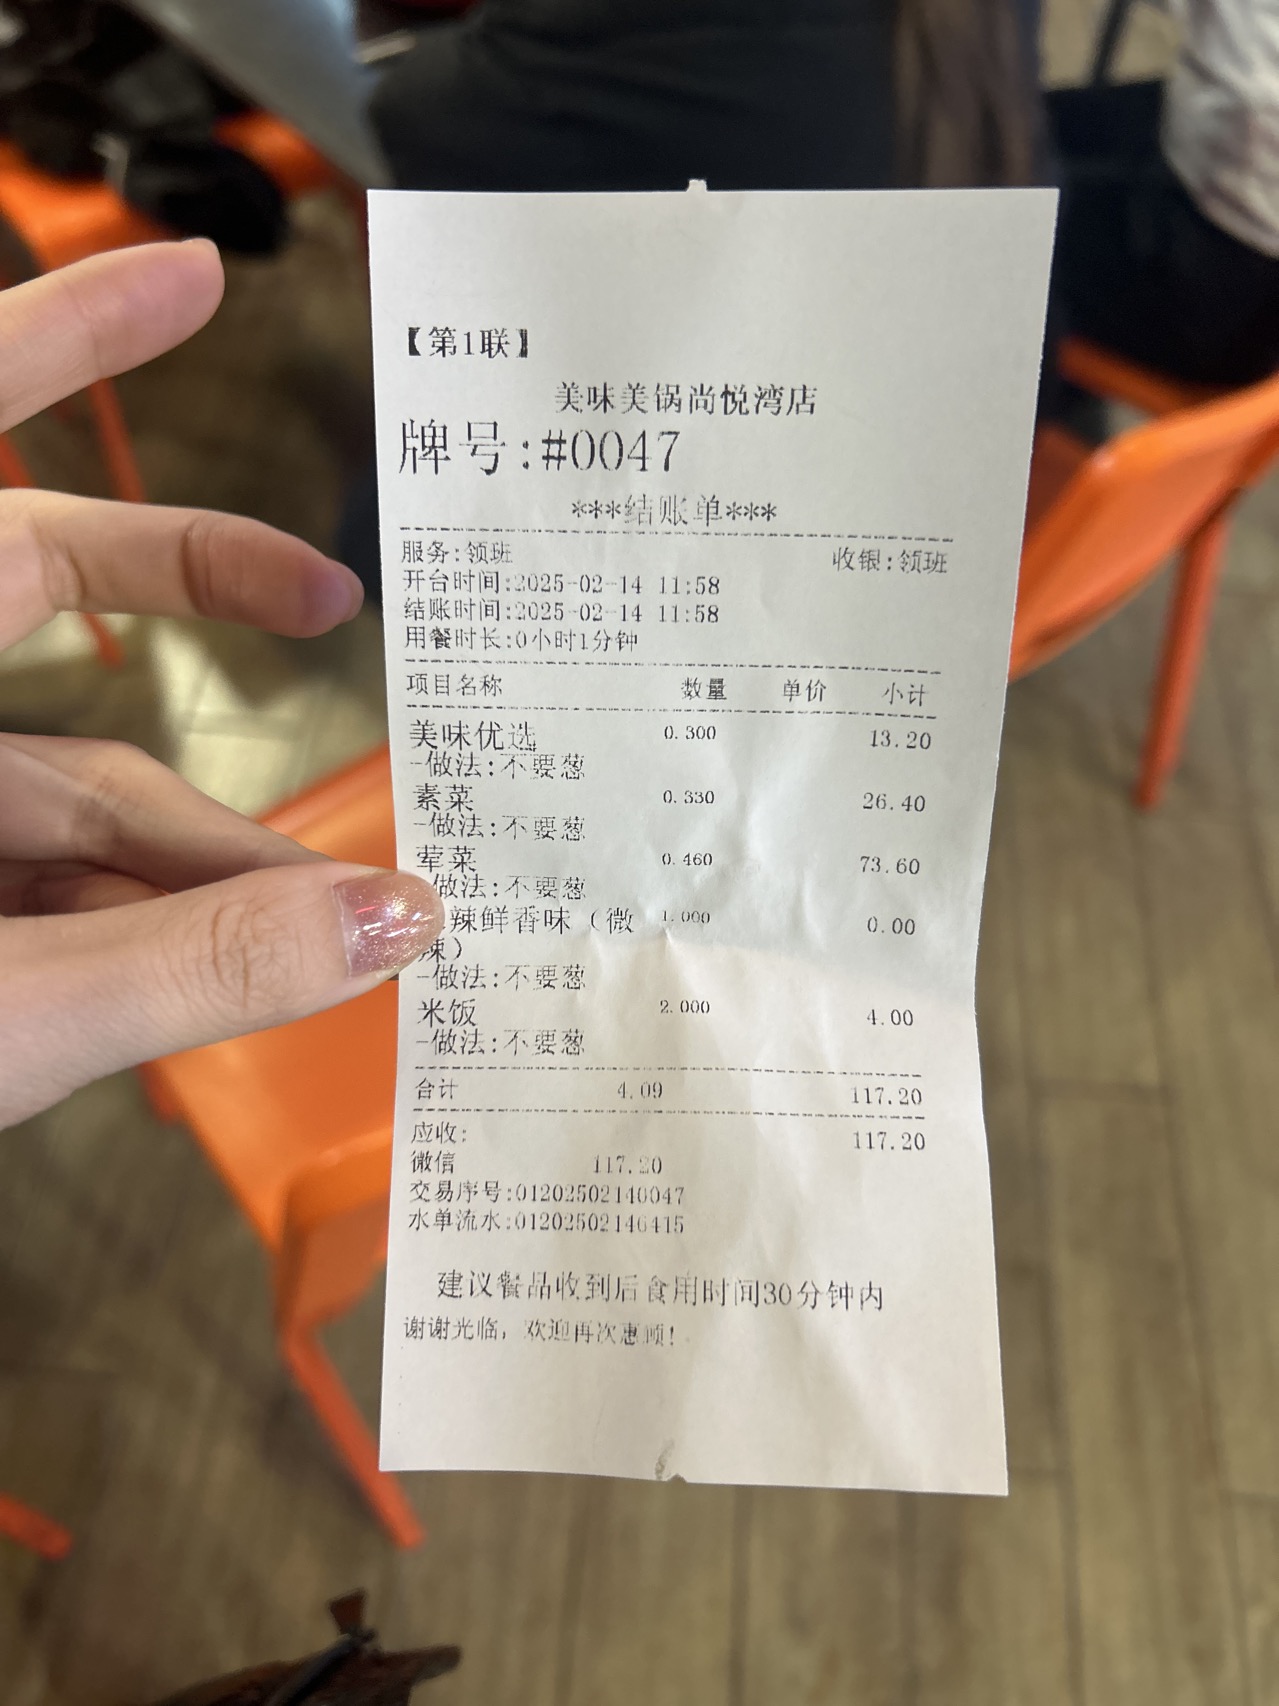 【第1联】
美味美锅尚悦湾店
牌号:#0047
***结账单***
服务:领班 收银:领班
开台时间:2025-02-14 11:58
结账时间:2025-02-14 11:58
用餐时长:0小时1分钟
项目名称 数量 单价 小计
美味优选 0.300 13.20
-做法:不要葱
素菜 0.330 26.40
-做法:不要葱
荤菜 0.460 73.60
做法:不要葱
辣鲜香味（微 1.000 0.00
辣）
-做法:不要葱
米饭 2.000 4.00
-做法:不要葱
合计 4.09 117.20
应收: 117.20
微信 117.20
交易序号:01202502140047
水单流水:01202502146415
建议餐品收到后食用时间30分钟内
谢谢光临，欢迎再次惠顾！